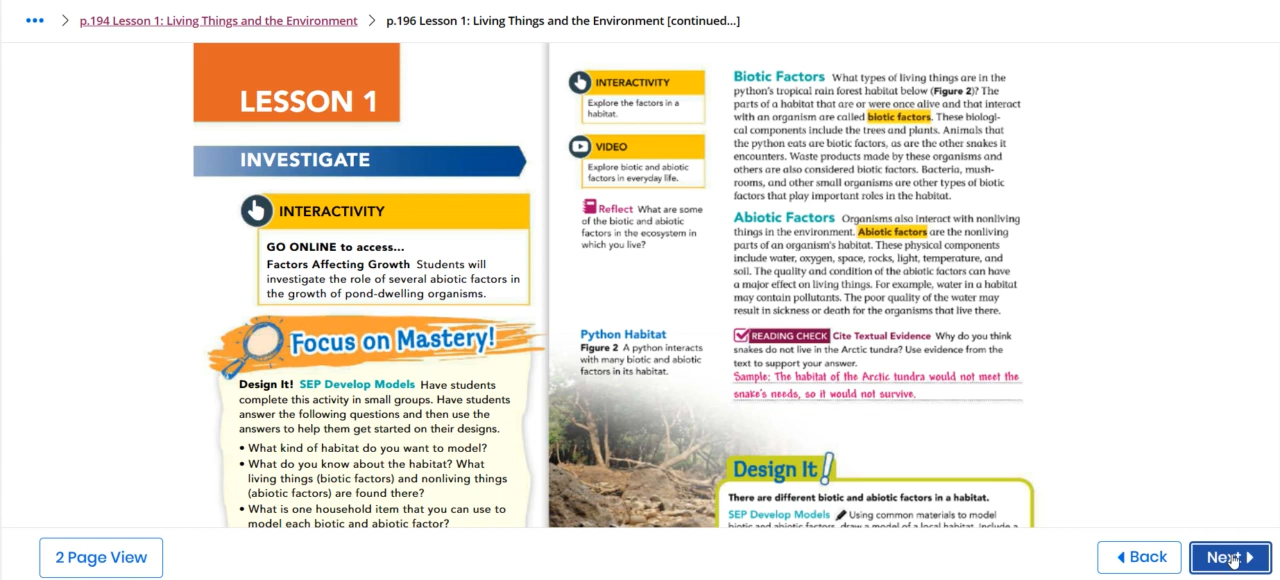 p.194 Lesson 1: Living Things and the Environment > p.196 Lesson 1: Living Things and the Environment [continued...]
LESSON 1
INVESTIGATE
INTERACTIVITY
GO ONLINE to access...
Factors Affecting Growth Students will
investigate the role of several abiotic factors in
the growth of pond-dwelling organisms.
Focus on Mastery!
Design It! SEP Develop Models Have students
complete this activity in small groups. Have students
answer the following questions and then use the
answers to help them get started on their designs.
• What kind of habitat do you want to model?
• What do you know about the habitat? What
living things (biotic factors) and nonliving things
(abiotic factors) are found there?
• What is one household item that you can use to
model each biotic and abiotic factor?
INTERACTIVITY
Explore the factors in a
habitat.
VIDEO
Explore biotic and abiotic
factors in everyday life.
Reflect What are some
of the biotic and abiotic
factors in the ecosystem in
which you live?
Python Habitat
Figure 2 A python interacts
with many biotic and abiotic
factors in its habitat.
Biotic Factors What types of living things are in the
python's tropical rain forest habitat below (Figure 2)? The
parts of a habitat that are or were once alive and that interact
with an organism are called biotic factors. These biologi-
cal components include the trees and plants. Animals that
the python eats are biotic factors, as are the other snakes it
encounters. Waste products made by these organisms and
others are also considered biotic factors. Bacteria, mush-
rooms, and other small organisms are other types of biotic
factors that play important roles in the habitat.
Abiotic Factors Organisms also interact with nonliving
things in the environment. Abiotic factors are the nonliving
parts of an organism's habitat. These physical components
include water, oxygen, space, rocks, light, temperature, and
soil. The quality and condition of the abiotic factors can have
a major effect on living things. For example, water in a habitat
may contain pollutants. The poor quality of the water may
result in sickness or death for the organisms that live there.
READING CHECK Cite Textual Evidence Why do you think
snakes do not live in the Arctic tundra? Use evidence from the
text to support your answer.
Sample: The habitat of the Arctic tundra would not meet the
snake's needs, so it would not survive.
Design It!
There are different biotic and abiotic factors in a habitat.
SEP Develop Models Using common materials to model
biotic and abiotic factors, draw a model of a local habitat. Include a
2 Page View
Back
Next